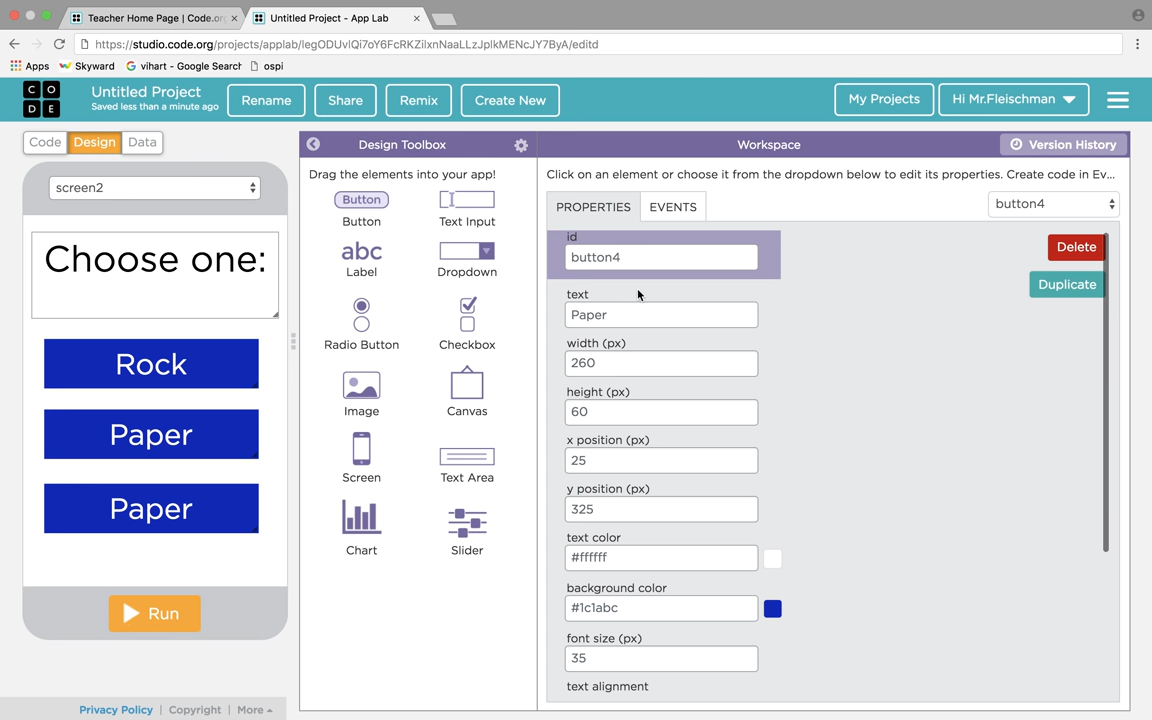 Teacher Home Page | Code.or
Untitled Project - App Lab
https://studio.code.org/projects/applab/legODUvlQi7oY6FcRKZilxnNaaLLzJplkMENcJY7ByA/editd
Apps
Skyward
vihart - Google Search
ospi
C O
D E
Untitled Project
Saved less than a minute ago
Rename
Share
Remix
Create New
My Projects
Hi Mr.Fleischman
Code
Design
Data
screen2
Choose one:
Rock
Paper
Paper
Run
Privacy Policy | Copyright | More
Design Toolbox
Drag the elements into your app!
Button
Button
Text Input
abc
Label
Dropdown
Radio Button
Checkbox
Image
Canvas
Screen
Text Area
Chart
Slider
Workspace
Version History
Click on an element or choose it from the dropdown below to edit its properties. Create code in Ev...
PROPERTIES
EVENTS
button4
id
button4
Delete
Duplicate
text
Paper
width (px)
260
height (px)
60
x position (px)
25
y position (px)
325
text color
#ffffff
background color
#1c1abc
font size (px)
35
text alignment